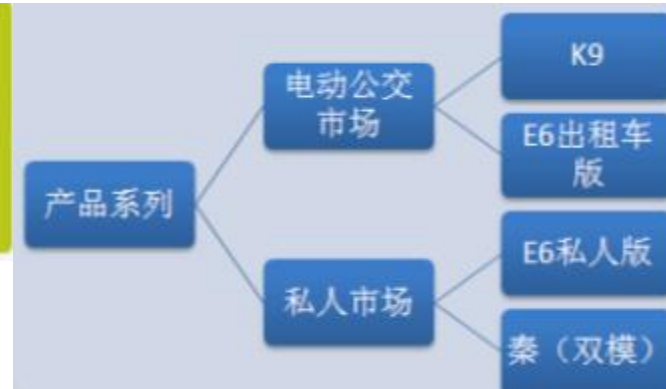 产品系列
电动公交
市场
K9
E6出租车
版
私人市场
E6私人版
秦（双模）